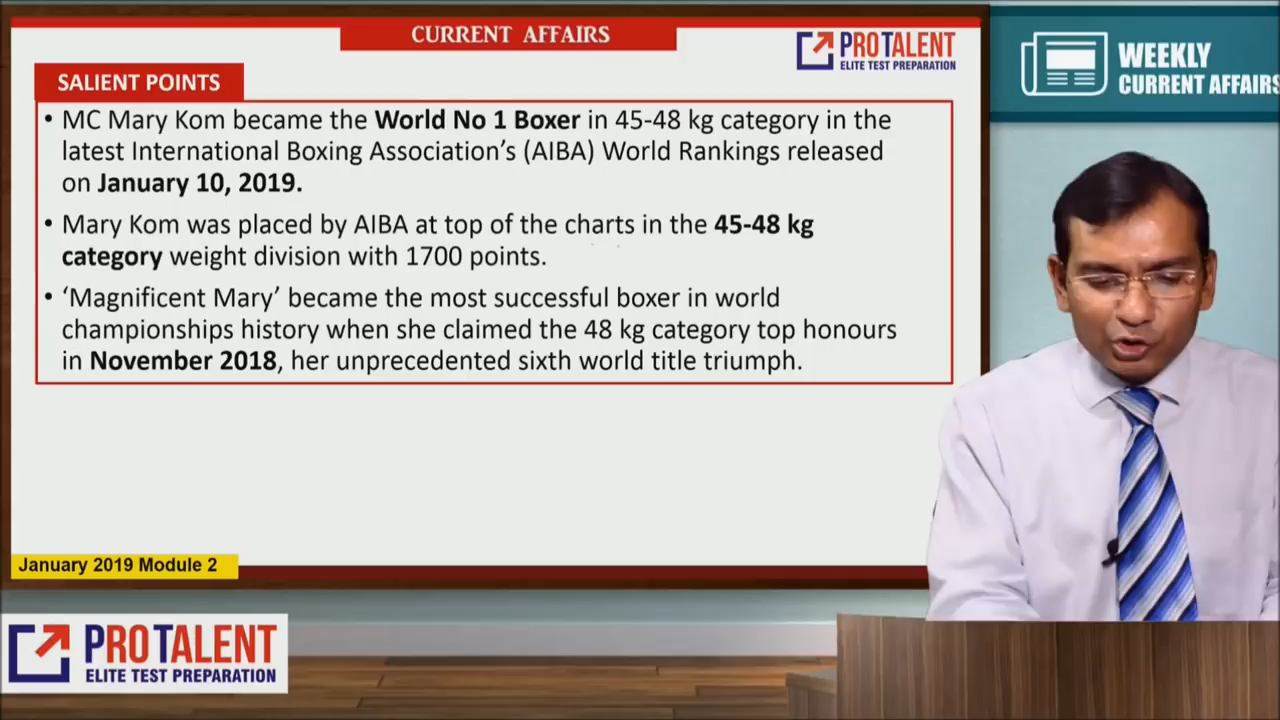 CURRENT AFFAIRS
PROTALENT
ELITE TEST PREPARATION
WEEKLY
CURRENT AFFAIRS
SALIENT POINTS
• MC Mary Kom became the World No 1 Boxer in 45-48 kg category in the
latest International Boxing Association's (AIBA) World Rankings released
on January 10, 2019.
• Mary Kom was placed by AIBA at top of the charts in the 45-48 kg
category weight division with 1700 points.
• 'Magnificent Mary' became the most successful boxer in world
championships history when she claimed the 48 kg category top honours
in November 2018, her unprecedented sixth world title triumph.
January 2019 Module 2
PROTALENT
ELITE TEST PREPARATION